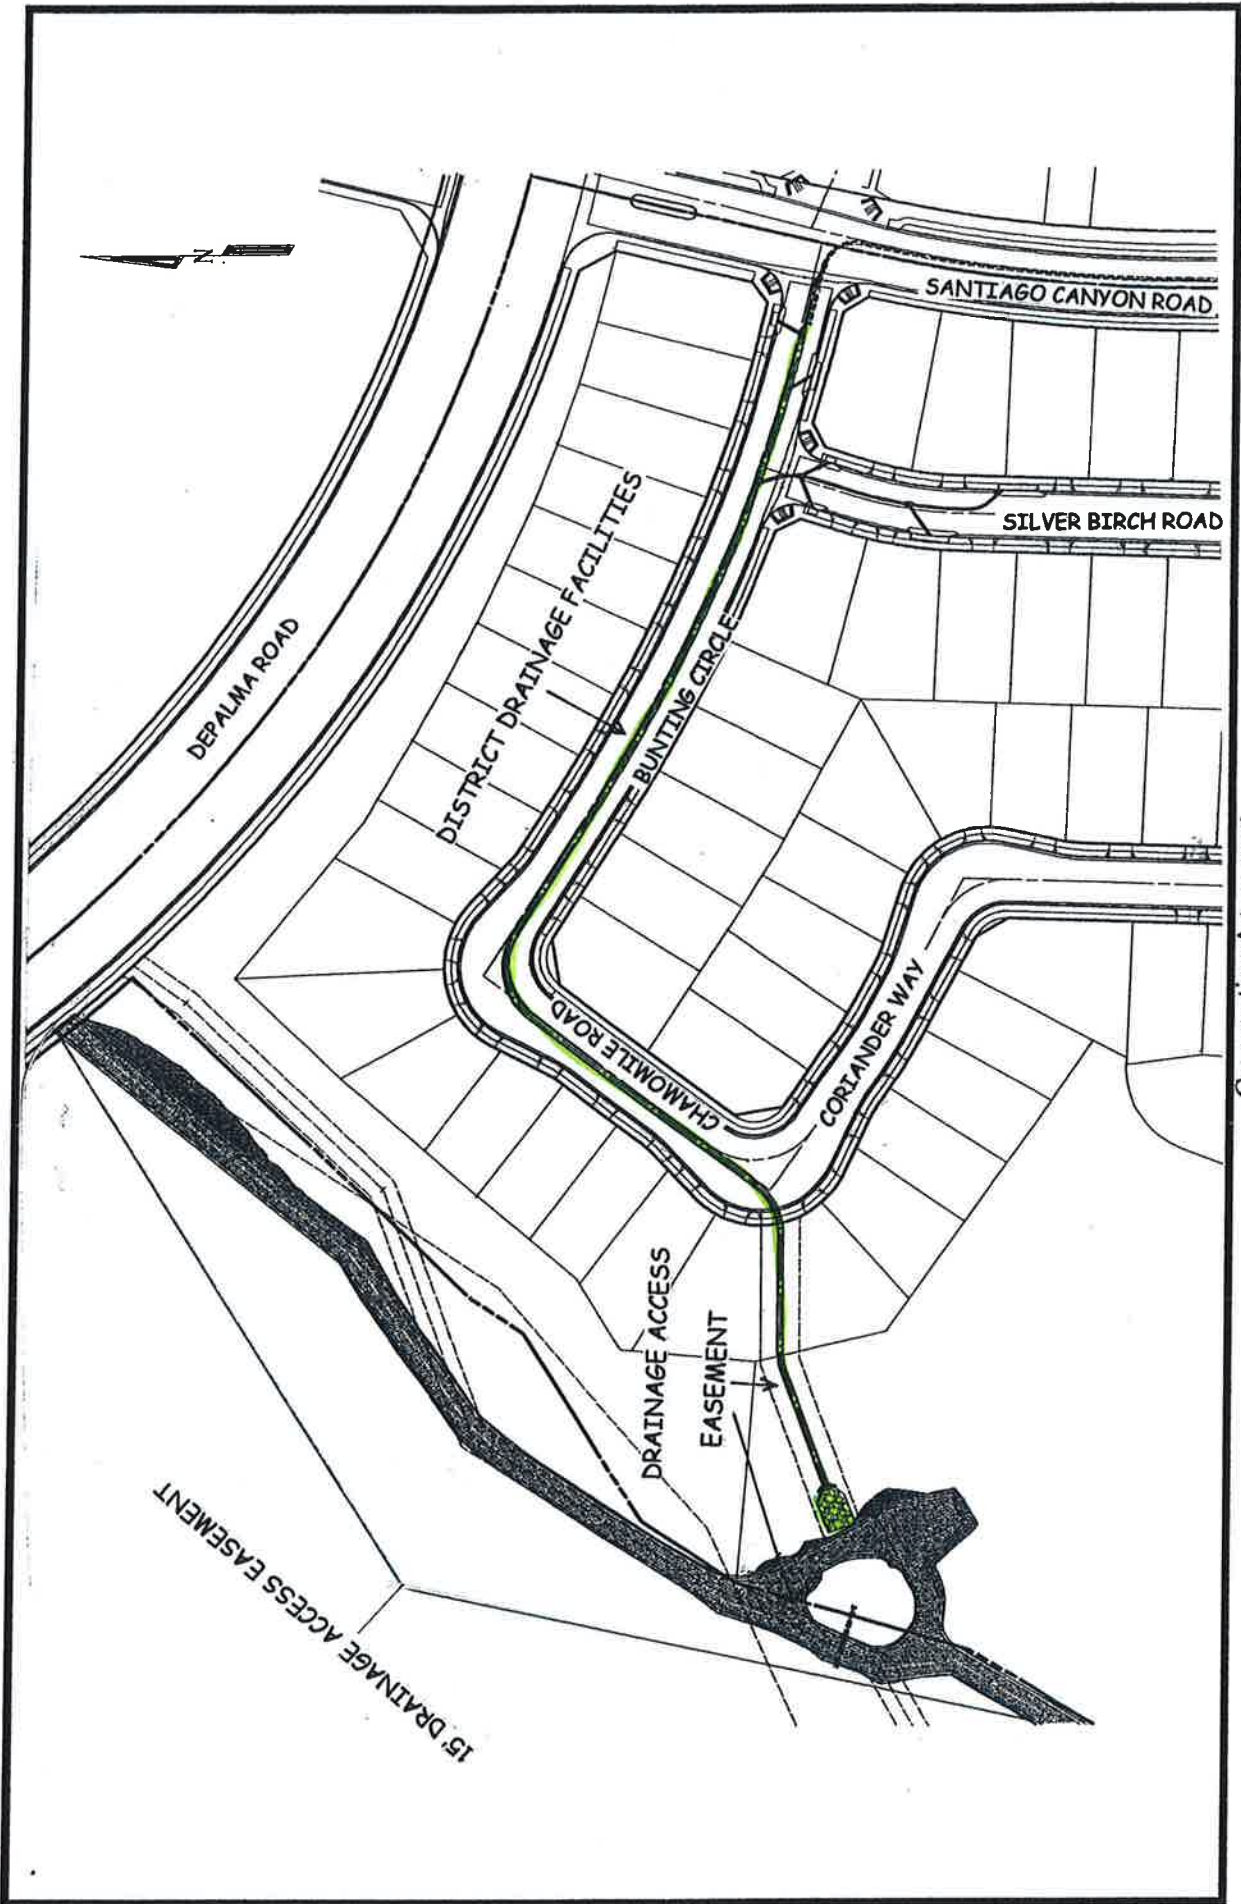 N
SANTIAGO CANYON ROAD
SILVER BIRCH ROAD
DEPALMA ROAD
DISTRICT DRAINAGE FACILITIES
BUNTING CIRCLE
CHAMOMILE ROAD
CORIANDER WAY
DRAINAGE ACCESS
EASEMENT
15' DRAINAGE ACCESS EASEMENT